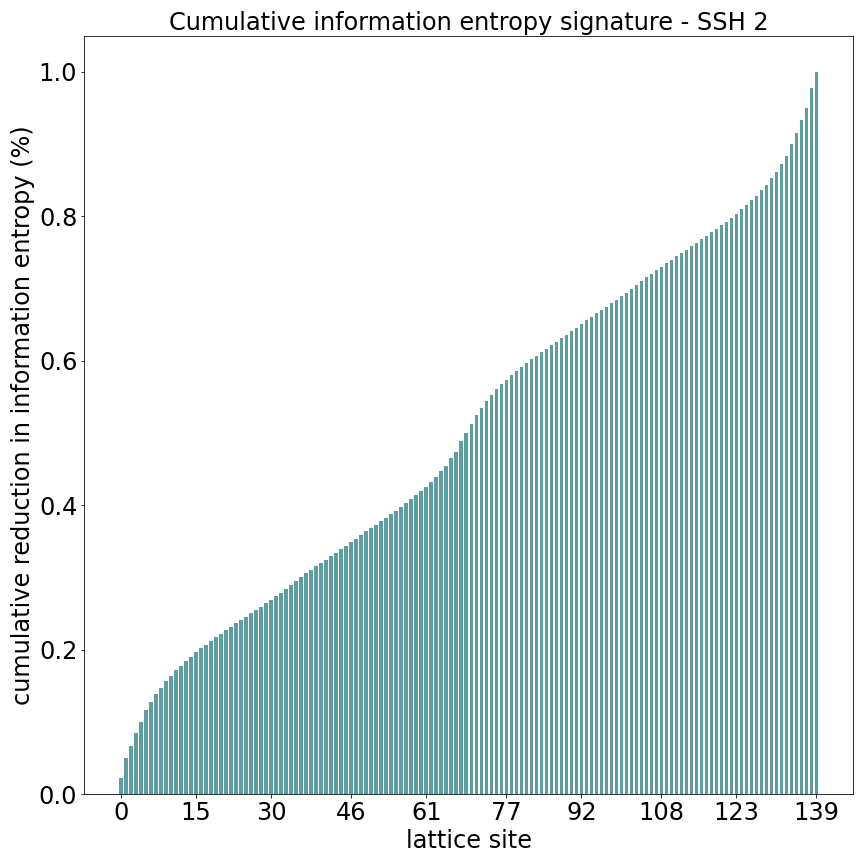 Cumulative information entropy signature - SSH 2
cumulative reduction in information entropy (%)
1.0
0.8
0.6
0.4
0.2
0.0
0 15 30 46 61 77 92 108 123 139
lattice site